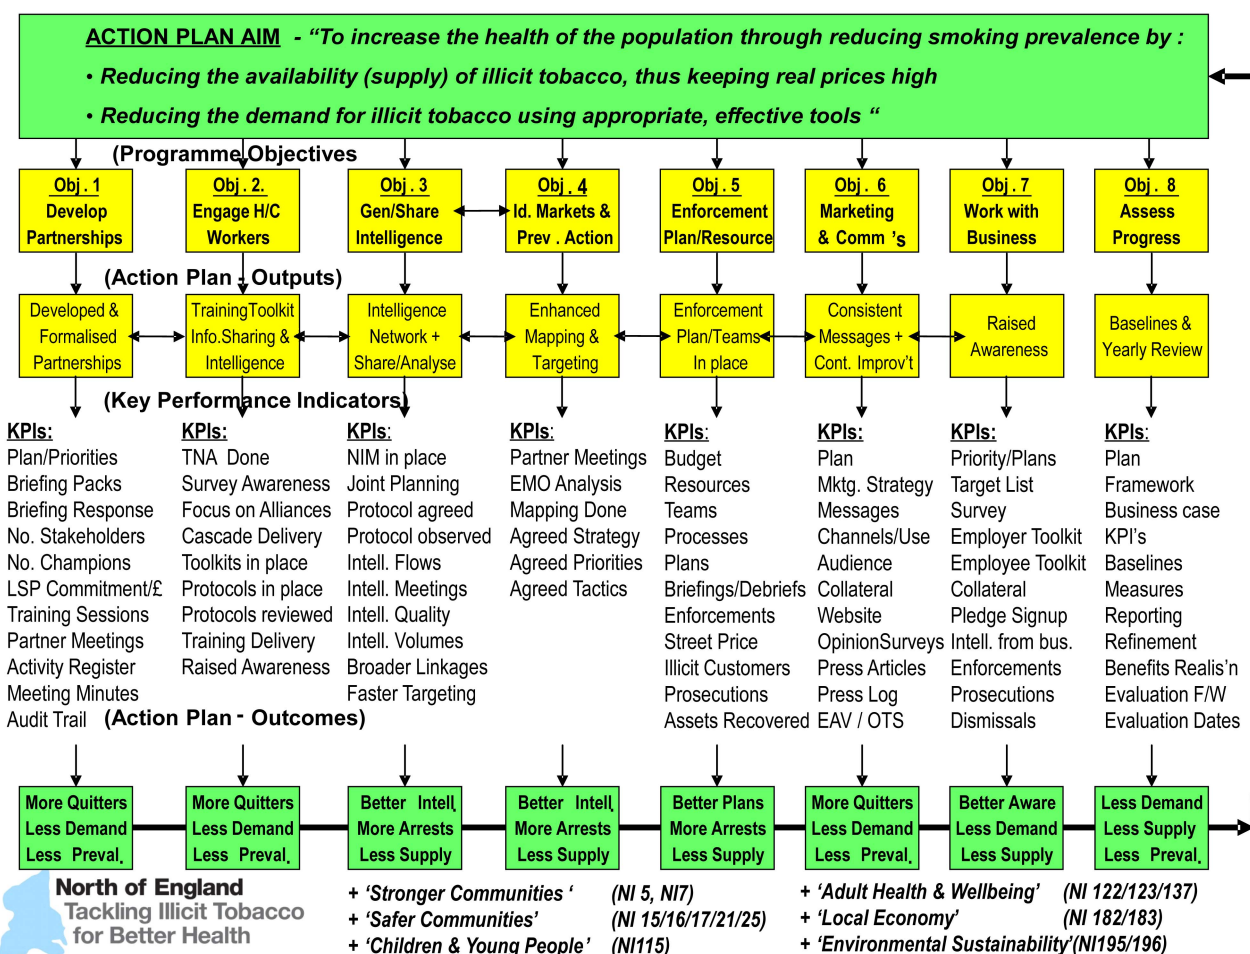 ACTION PLAN AIM - “To increase the health of the population through reducing smoking prevalence by :
• Reducing the availability (supply) of illicit tobacco, thus keeping real prices high
• Reducing the demand for illicit tobacco using appropriate, effective tools “
(Programme Objectives
Obj . 1
Develop
Partnerships
Obj . 2.
Engage H/C
Workers
Obj . 3
Gen/Share
Intelligence
Obj . 4
Id. Markets &
Prev . Action
Obj . 5
Enforcement
Plan/Resource
Obj . 6
Marketing
& Comm ’s
Obj . 7
Work with
Business
Obj . 8
Assess
Progress
(Action Plan - Outputs)
Developed &
Formalised
Partnerships
TrainingToolkit
Info.Sharing &
Intelligence
Intelligence
Network +
Share/Analyse
Enhanced
Mapping &
Targeting
Enforcement
Plan/Teams
In place
Consistent
Messages +
Cont. Improv’t
Raised
Awareness
Baselines &
Yearly Review
(Key Performance Indicators)
KPIs:
Plan/Priorities
Briefing Packs
Briefing Response
No. Stakeholders
No. Champions
LSP Commitment/£
Training Sessions
Partner Meetings
Activity Register
Meeting Minutes
Audit Trail
KPIs:
TNA Done
Survey Awareness
Focus on Alliances
Cascade Delivery
Toolkits in place
Protocols in place
Protocols reviewed
Training Delivery
Raised Awareness
KPIs:
NIM in place
Joint Planning
Protocol agreed
Protocol observed
Intell. Flows
Intell. Meetings
Intell. Quality
Intell. Volumes
Broader Linkages
Faster Targeting
KPIs:
Partner Meetings
EMO Analysis
Mapping Done
Agreed Strategy
Agreed Priorities
Agreed Tactics
KPIs:
Budget
Resources
Teams
Processes
Plans
Briefings/Debriefs
Enforcements
Street Price
Illicit Customers
Prosecutions
Assets Recovered
KPIs:
Plan
Mktg. Strategy
Messages
Channels/Use
Audience
Collateral
Website
OpinionSurveys
Press Articles
Press Log
EAV / OTS
KPIs:
Priority/Plans
Target List
Survey
Employer Toolkit
Employee Toolkit
Collateral
Pledge Signup
Intell. from bus.
Enforcements
Prosecutions
Dismissals
KPIs:
Plan
Framework
Business case
KPI’s
Baselines
Measures
Reporting
Refinement
Benefits Realis’n
Evaluation F/W
Evaluation Dates
(Action Plan - Outcomes)
More Quitters
Less Demand
Less Preval.
More Quitters
Less Demand
Less Preval.
Better Intell.
More Arrests
Less Supply
Better Intell.
More Arrests
Less Supply
Better Plans
More Arrests
Less Supply
More Quitters
Less Demand
Less Preval.
Better Aware
Less Demand
Less Supply
Less Demand
Less Supply
Less Preval.
North of England
Tackling Illicit Tobacco
for Better Health
+ ‘Stronger Communities ‘ (NI 5, NI7)
+ ‘Safer Communities’ (NI 15/16/17/21/25)
+ ‘Children & Young People’ (NI115)
+ ‘Adult Health & Wellbeing’ (NI 122/123/137)
+ ‘Local Economy’ (NI 182/183)
+ ‘Environmental Sustainability’(NI195/196)